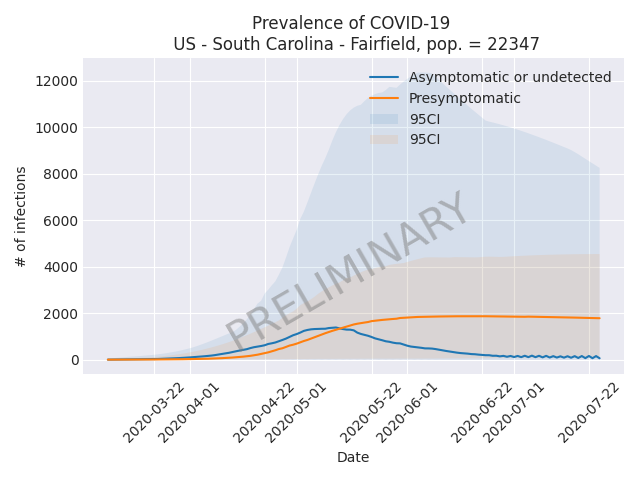 Prevalence of COVID-19
US - South Carolina - Fairfield, pop. = 22347
Asymptomatic or undetected
Presymptomatic
95CI
95CI
PRELIMINARY
# of infections
12000
10000
8000
6000
4000
2000
0
2020-03-22
2020-04-01
2020-04-22
2020-05-01
2020-05-22
2020-06-01
2020-06-22
2020-07-01
2020-07-22
Date